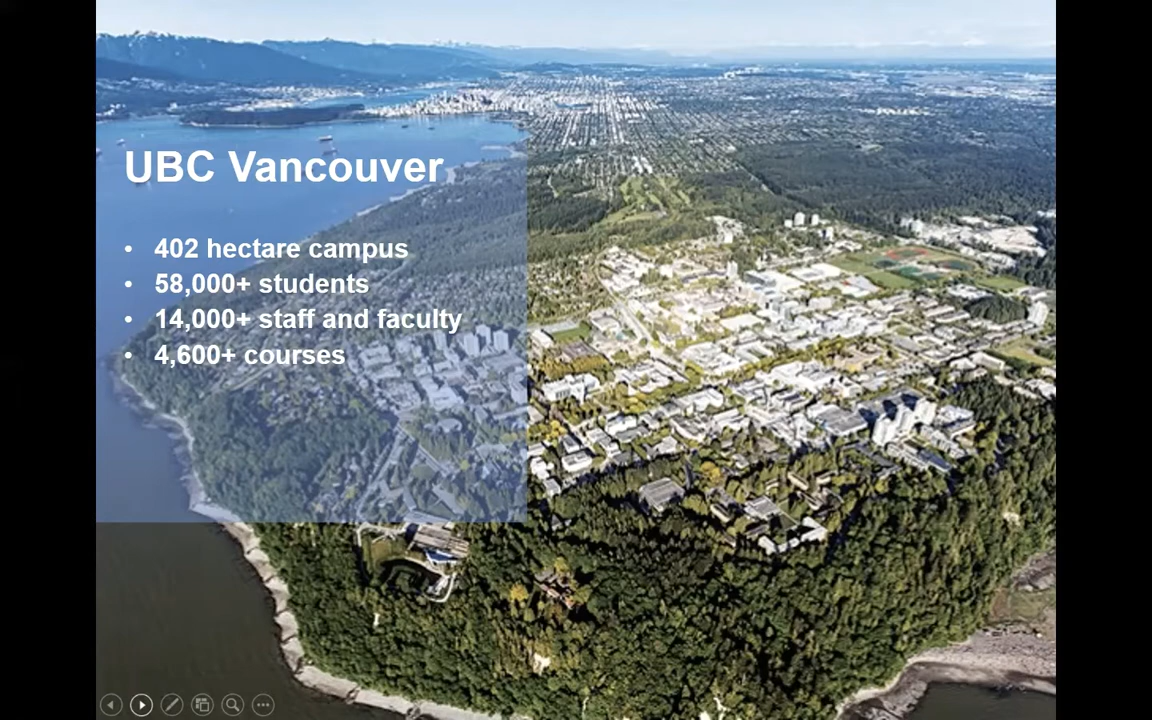 UBC Vancouver
• 402 hectare campus
• 58,000+ students
• 14,000+ staff and faculty
• 4,600+ courses